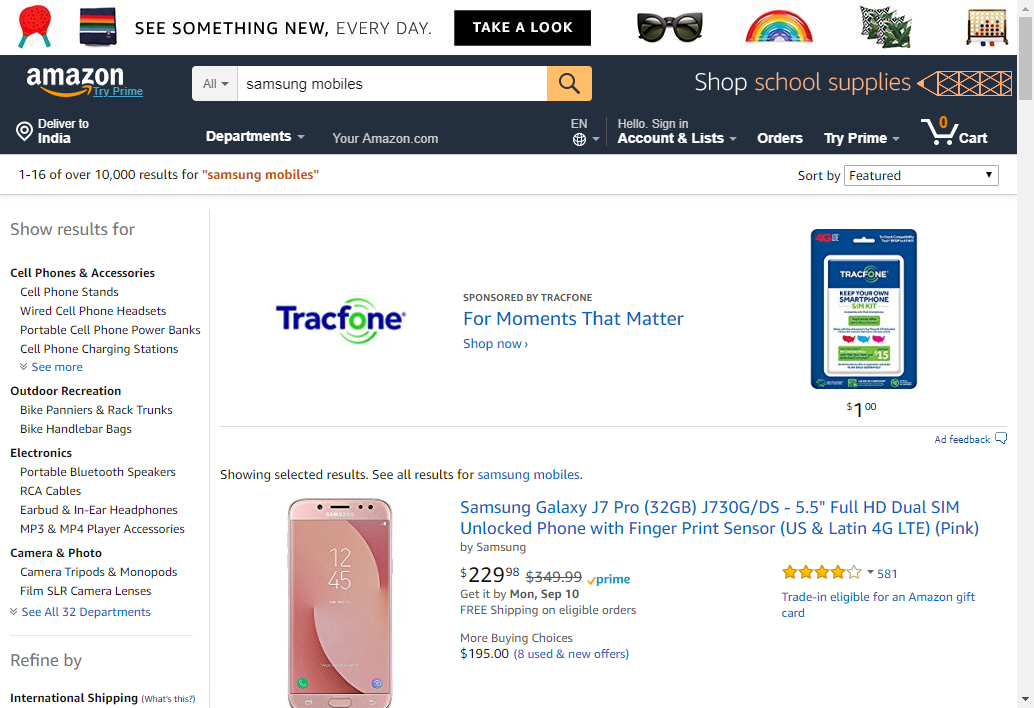 SEE SOMETHING NEW, EVERY DAY. TAKE A LOOK
amazon
Try Prime
All
samsung mobiles
Shop school supplies
Deliver to
India
Departments
Your Amazon.com
EN
Hello. Sign in
Account & Lists
Orders
Try Prime
0
Cart
1-16 of over 10,000 results for "samsung mobiles"
Sort by Featured
Show results for
Cell Phones & Accessories
Cell Phone Stands
Wired Cell Phone Headsets
Portable Cell Phone Power Banks
Cell Phone Charging Stations
See more
Outdoor Recreation
Bike Panniers & Rack Trunks
Bike Handlebar Bags
Electronics
Portable Bluetooth Speakers
RCA Cables
Earbud & In-Ear Headphones
MP3 & MP4 Player Accessories
Camera & Photo
Camera Tripods & Monopods
Film SLR Camera Lenses
See All 32 Departments
Refine by
International Shipping (What's this?)
Tracfone
SPONSORED BY TRACFONE
For Moments That Matter
Shop now ›
4G LTE
TRACFONE
KEEP YOUR OWN
SMARTPHONE
SIM KIT
$15
$1 00
Ad feedback
Showing selected results. See all results for samsung mobiles.
SAMSUNG
12
45
Samsung Galaxy J7 Pro (32GB) J730G/DS - 5.5" Full HD Dual SIM
Unlocked Phone with Finger Print Sensor (US & Latin 4G LTE) (Pink)
by Samsung
$229 98 $349.99 prime
Get it by Mon, Sep 10
FREE Shipping on eligible orders
More Buying Choices
$195.00 (8 used & new offers)
581
Trade-in eligible for an Amazon gift
card